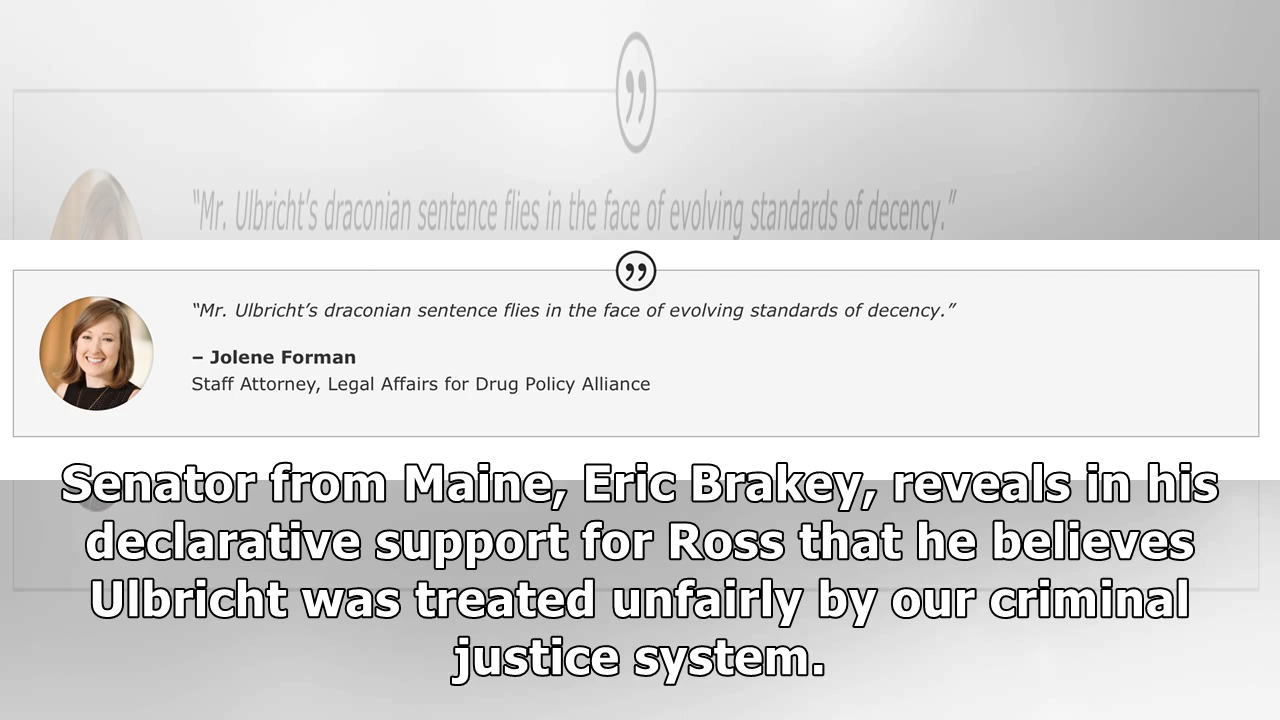 ”
“Mr. Ulbricht’s draconian sentence flies in the face of evolving standards of decency.”
”
“Mr. Ulbricht’s draconian sentence flies in the face of evolving standards of decency.”
– Jolene Forman
Staff Attorney, Legal Affairs for Drug Policy Alliance
Senator from Maine, Eric Brakey, reveals in his
declarative support for Ross that he believes
Ulbricht was treated unfairly by our criminal
justice system.